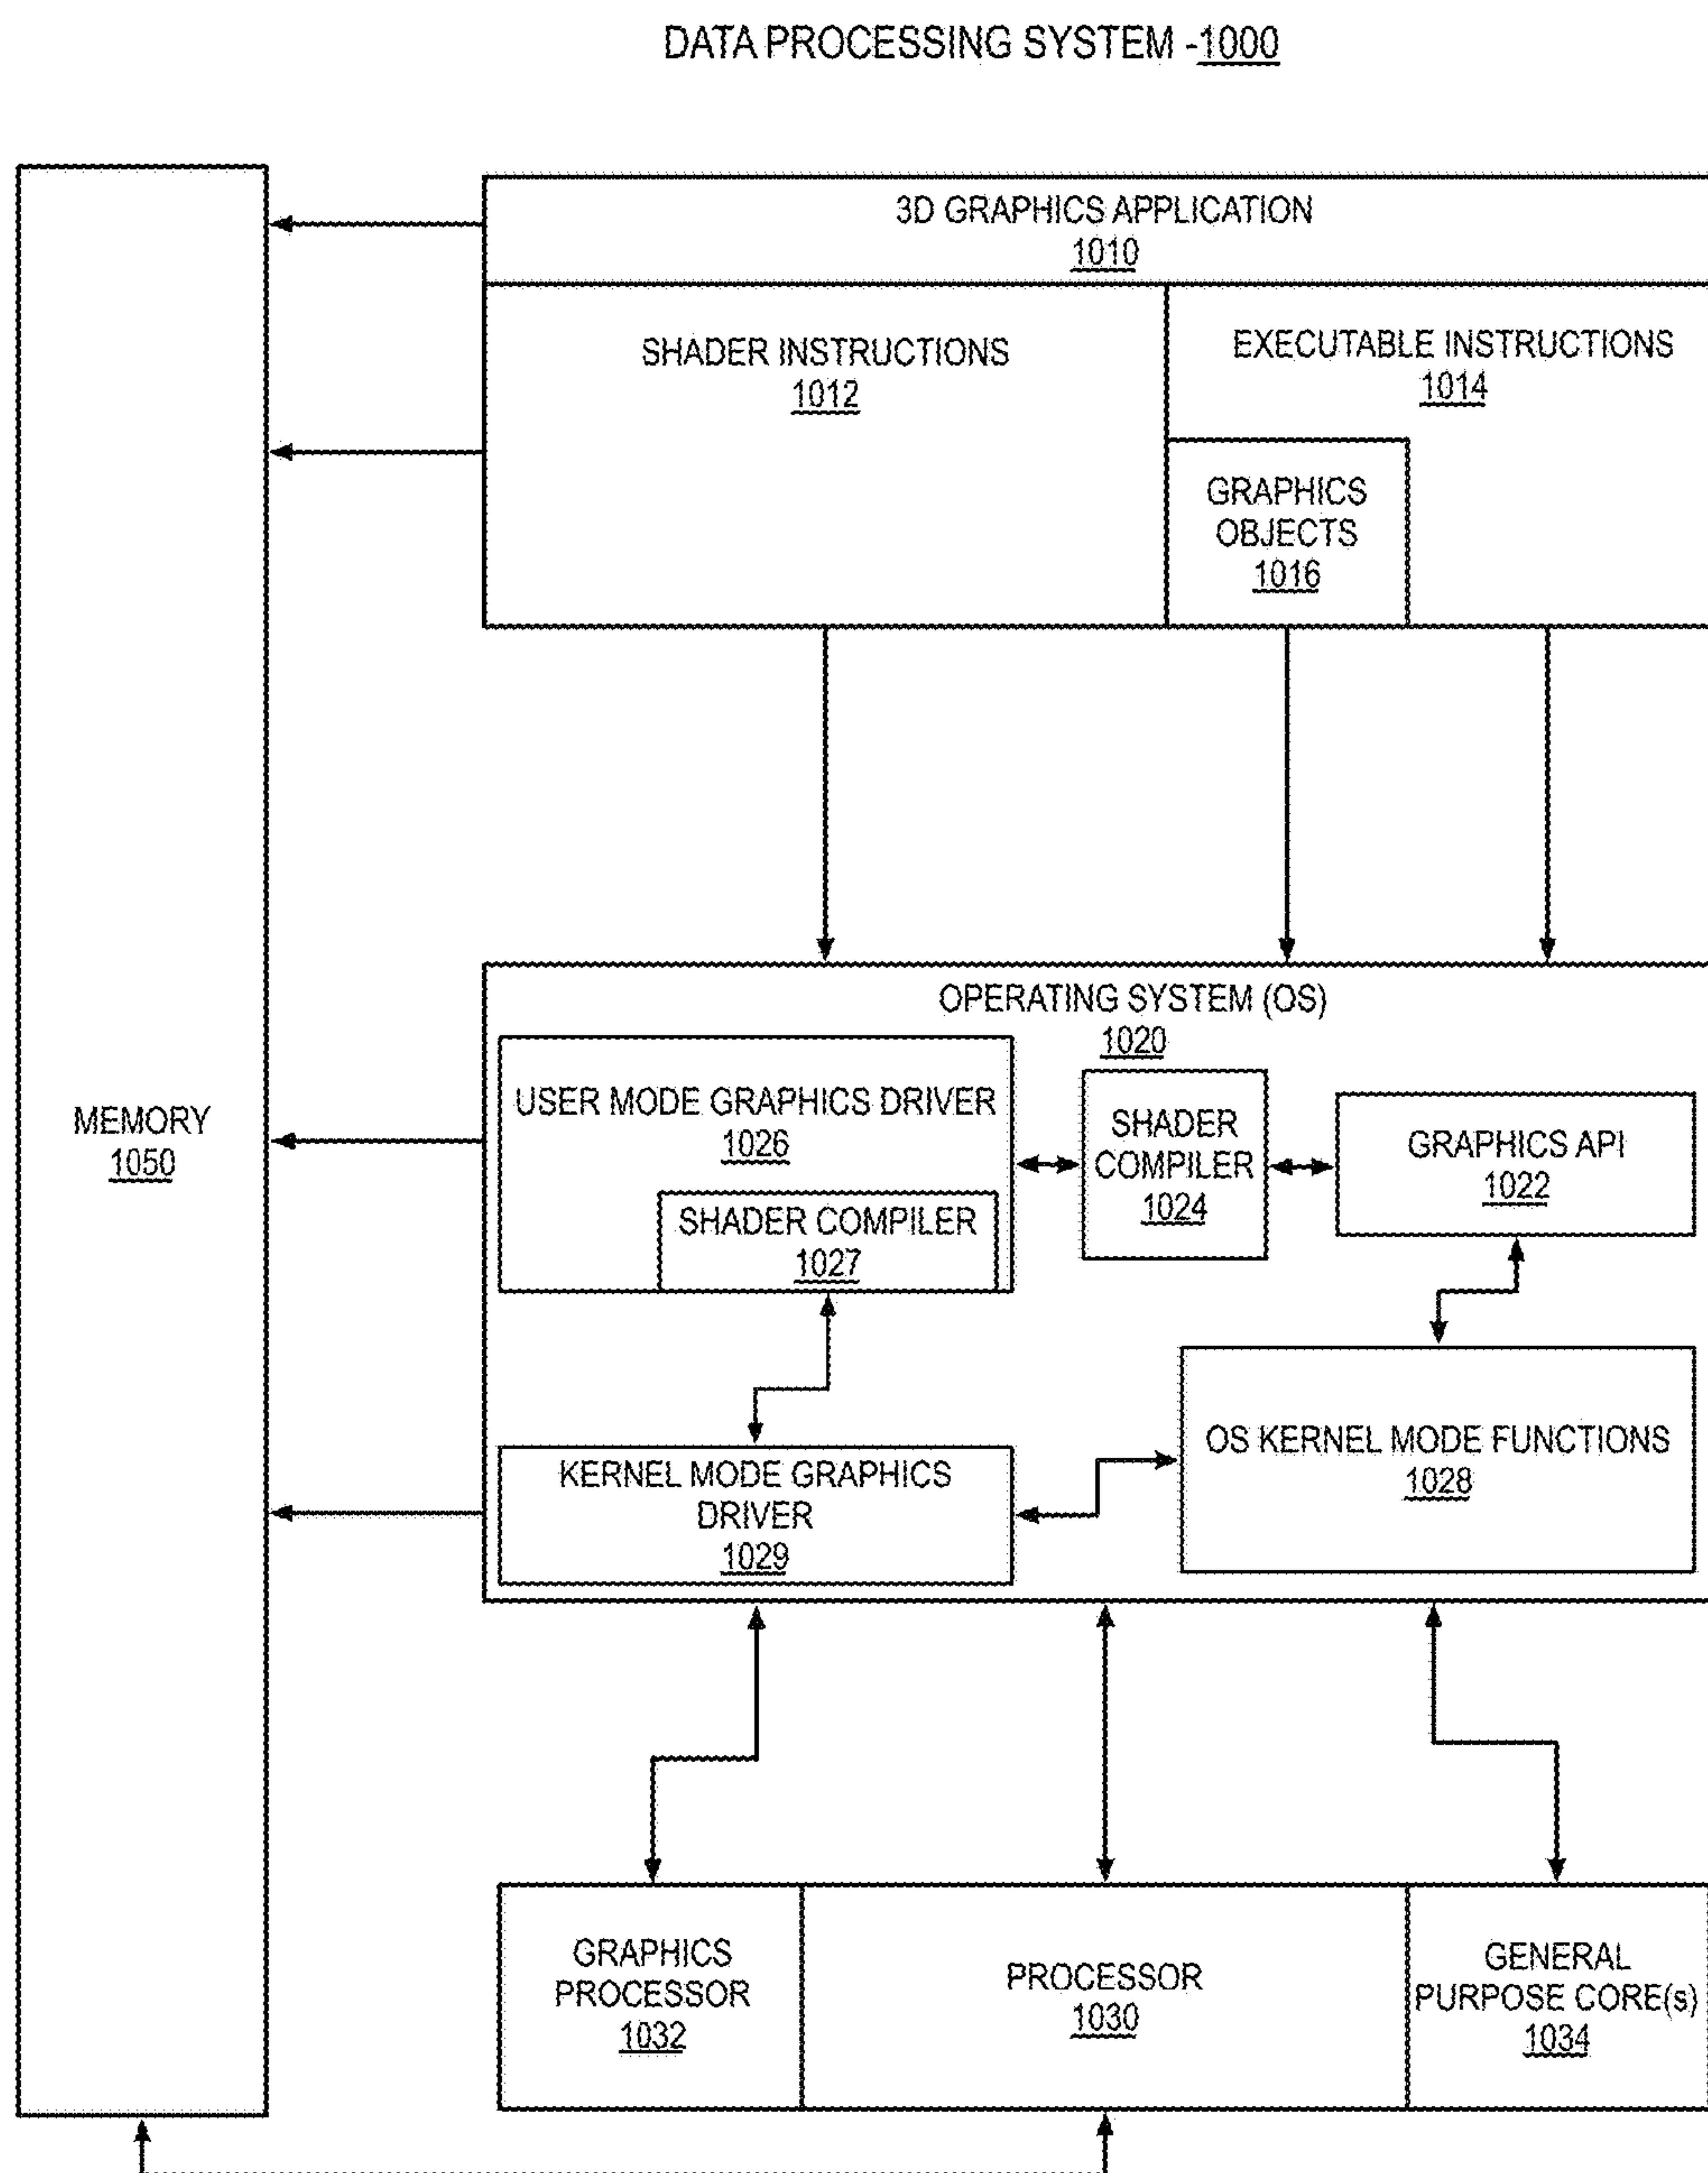 DATA PROCESSING SYSTEM -1000
3D GRAPHICS APPLICATION
1010
SHADER INSTRUCTIONS
1012
EXECUTABLE INSTRUCTIONS
1014
GRAPHICS
OBJECTS
1016
OPERATING SYSTEM (OS)
1020
USER MODE GRAPHICS DRIVER
1026
SHADER COMPILER
1027
SHADER
COMPILER
1024
GRAPHICS API
1022
MEMORY
1050
KERNEL MODE GRAPHICS
DRIVER
1029
OS KERNEL MODE FUNCTIONS
1028
GRAPHICS
PROCESSOR
1032
PROCESSOR
1030
GENERAL
PURPOSE CORE(s)
1034